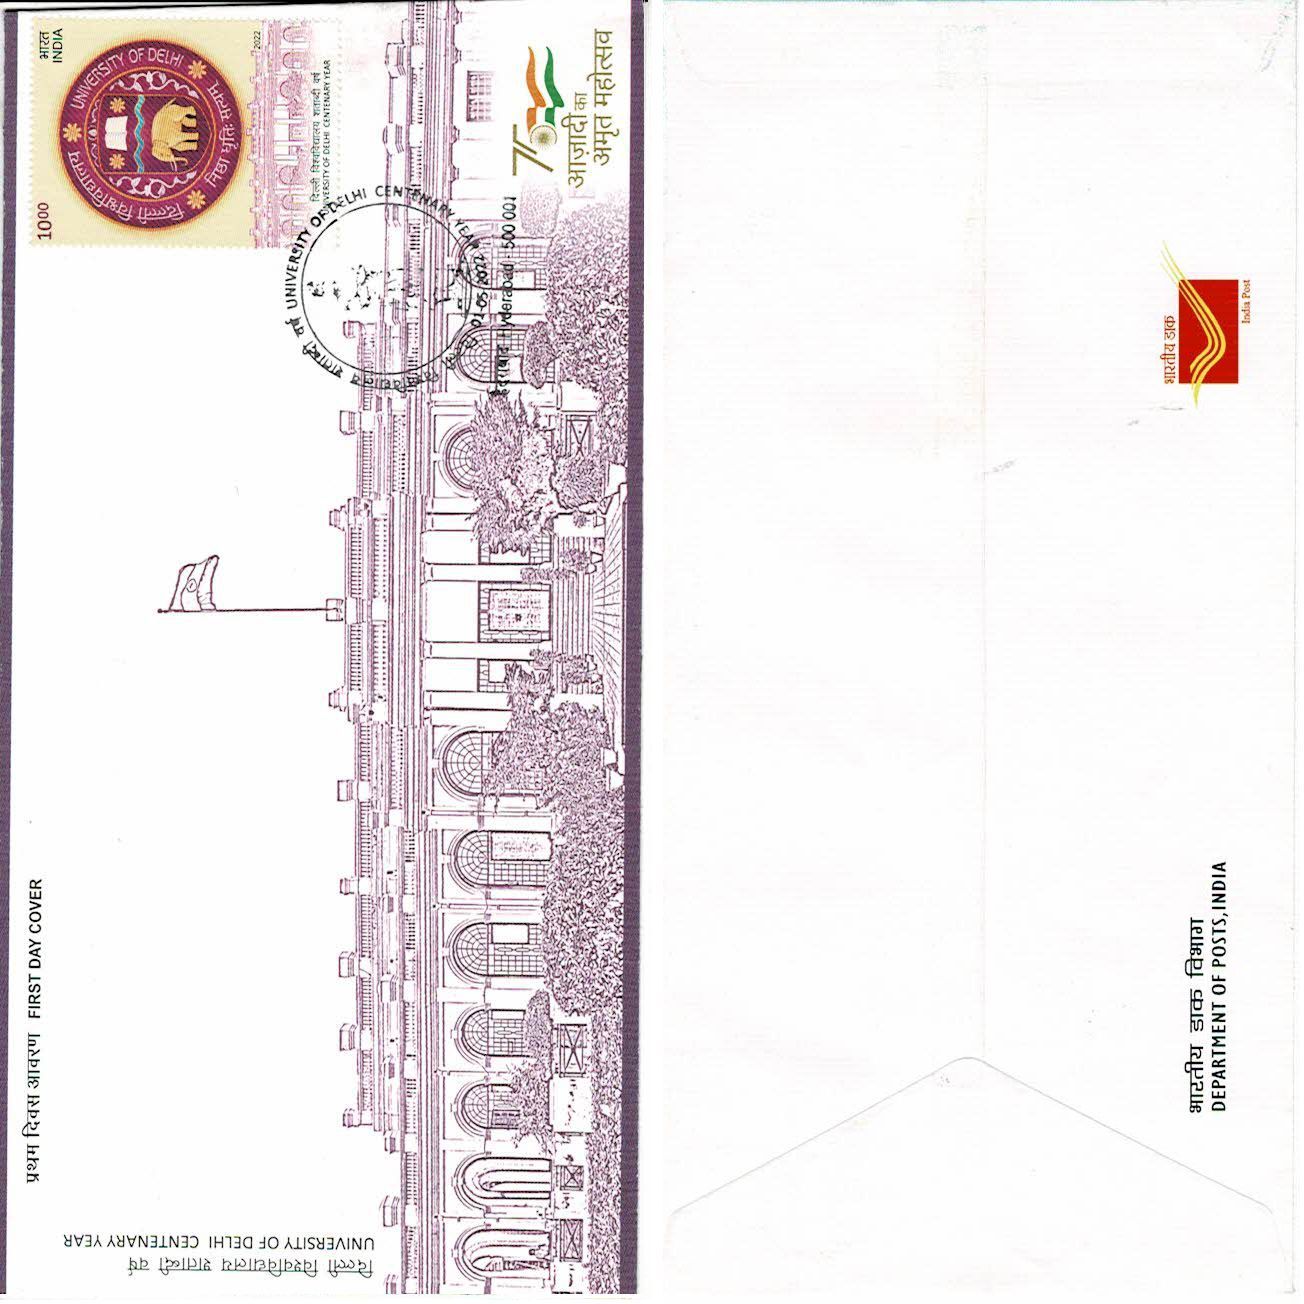 प्रथम दिवस आवरण FIRST DAY COVER
दिल्ली विश्वविद्यालय शताब्दी वर्ष
UNIVERSITY OF DELHI CENTENARY YEAR
1000
भारत
INDIA
दिल्ली विश्वविद्यालय
UNIVERSITY OF DELHI
निष्ठा धृतिः सत्यम्
2022
दिल्ली विश्वविद्यालय शताब्दी वर्ष
UNIVERSITY OF DELHI CENTENARY YEAR
विश्वविद्यालय शताब्दी वर्ष UNIVERSITY OF DELHI CENTENARY YEAR
01-05-2022
हैदराबाद Hyderabad - 500 001
75
आज़ादी का
अमृत महोत्सव
भारतीय डाक विभाग
DEPARTMENT OF POSTS, INDIA
भारतीय डाक
India Post